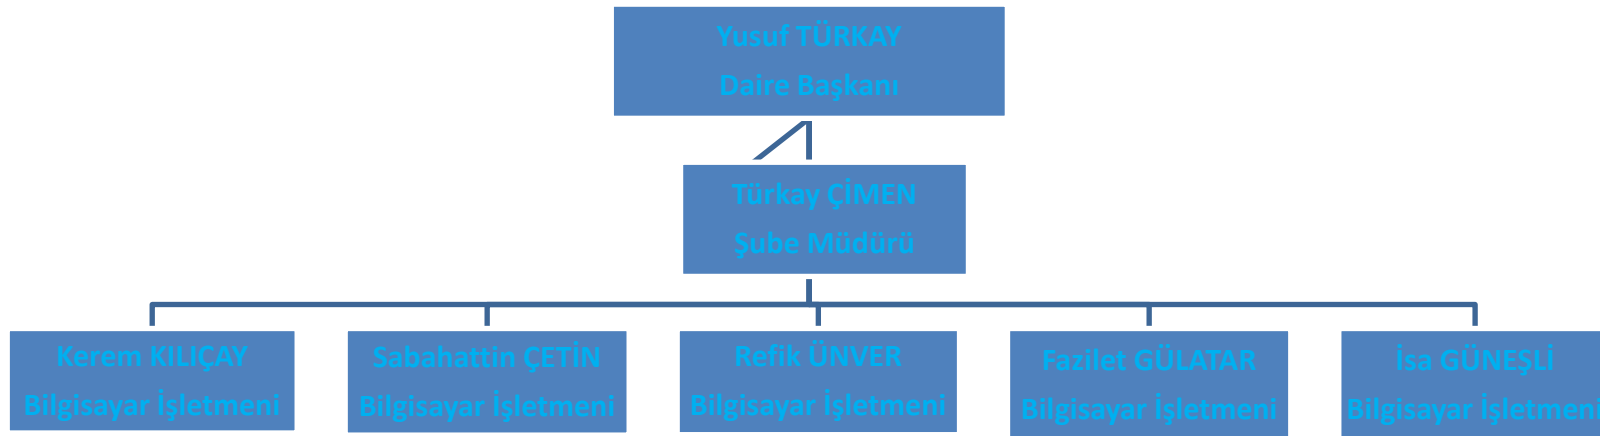 Yusuf TÜRKAY
Daire Başkanı
Türkay ÇİMEN
Şube Müdürü
Kerem KILIÇAY
Bilgisayar İşletmeni
Sabahattin ÇETİN
Bilgisayar İşletmeni
Refik ÜNVER
Bilgisayar İşletmeni
Fazilet GÜLATAR
Bilgisayar İşletmeni
İsa GÜNEŞLİ
Bilgisayar İşletmeni